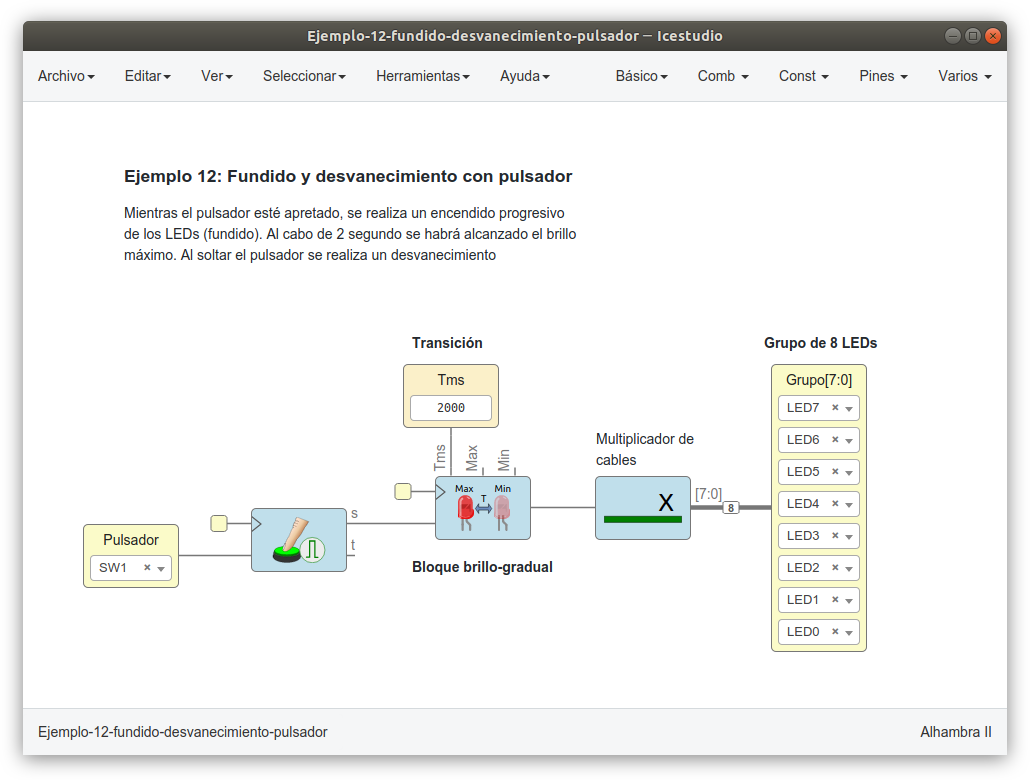 Ejemplo-12-fundido-desvanecimiento-pulsador — Icestudio
Archivo Editar Ver Seleccionar Herramientas Ayuda Básico Comb Const Pines Varios
Ejemplo 12: Fundido y desvanecimiento con pulsador
Mientras el pulsador esté apretado, se realiza un encendido progresivo
de los LEDs (fundido). Al cabo de 2 segundo se habrá alcanzado el brillo
máximo. Al soltar el pulsador se realiza un desvanecimiento
Transición
Tms
2000
Tms
Max
Min
Max
Min
T
Bloque brillo-gradual
Pulsador
SW1
s
t
Multiplicador de
cables
X
[7:0]
8
Grupo de 8 LEDs
Grupo[7:0]
LED7
LED6
LED5
LED4
LED3
LED2
LED1
LED0
Ejemplo-12-fundido-desvanecimiento-pulsador
Alhambra II